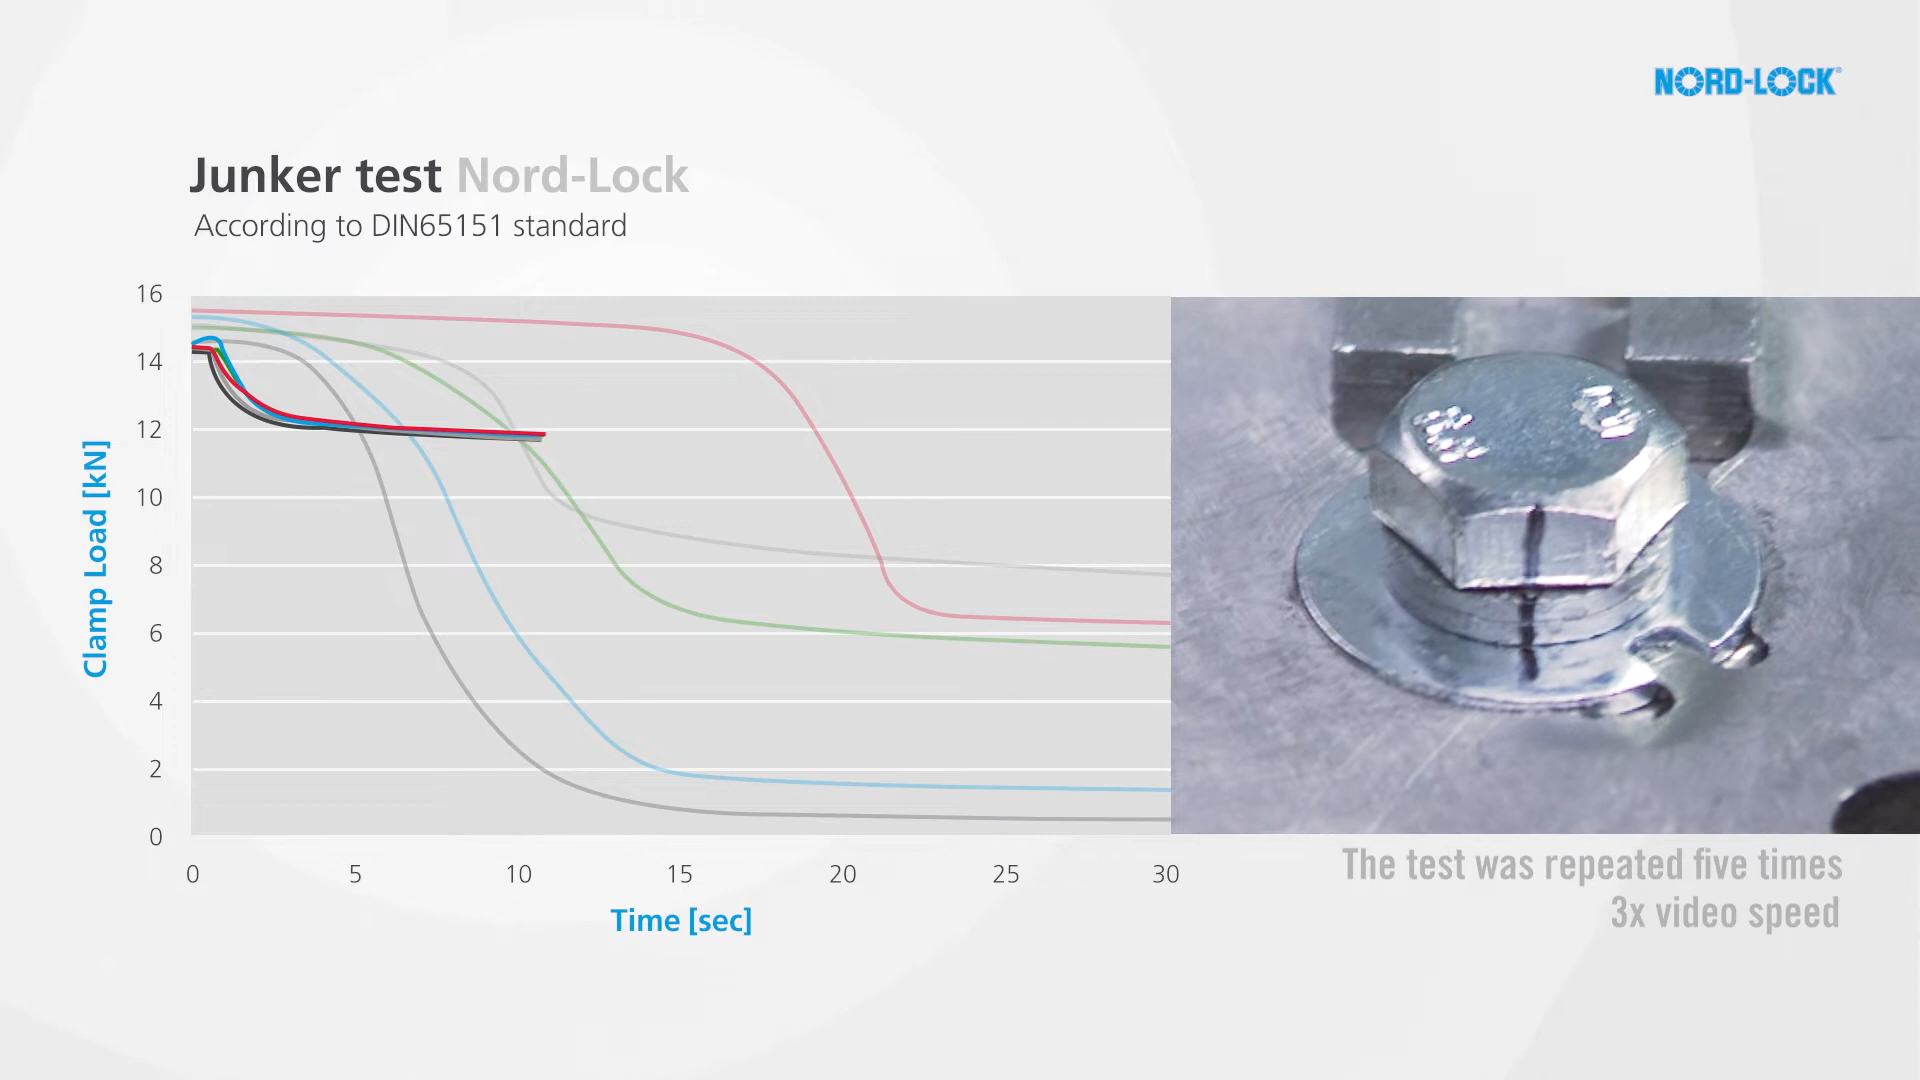 NORD-LOCK®
Junker test Nord-Lock
According to DIN65151 standard
Clamp Load [kN]
16
14
12
10
8
6
4
2
0
0 5 10 15 20 25 30
Time [sec]
The test was repeated five times
3x video speed